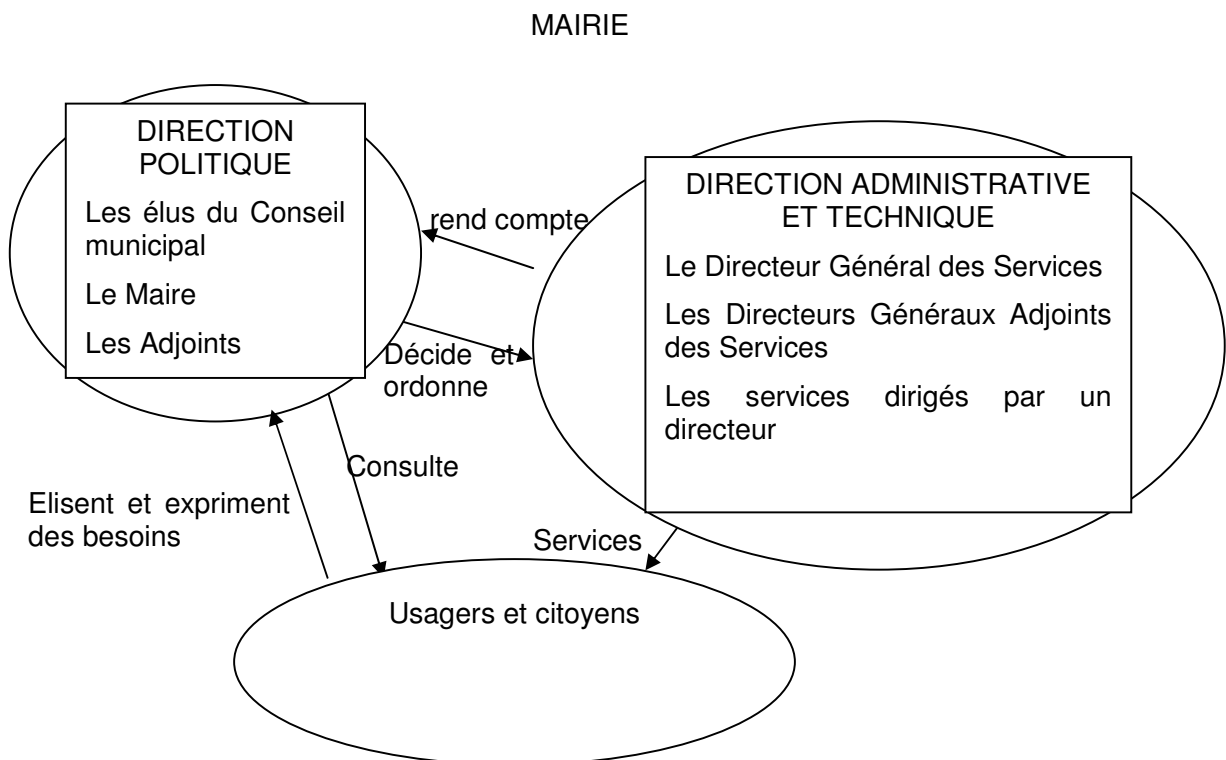 MAIRIE
DIRECTION
POLITIQUE
Les élus du Conseil
municipal
Le Maire
Les Adjoints
rend compte
Décide et
ordonne
DIRECTION ADMINISTRATIVE
ET TECHNIQUE
Le Directeur Général des Services
Les Directeurs Généraux Adjoints
des Services
Les services dirigés par un
directeur
Consulte
Elisent et expriment
des besoins
Services
Usagers et citoyens